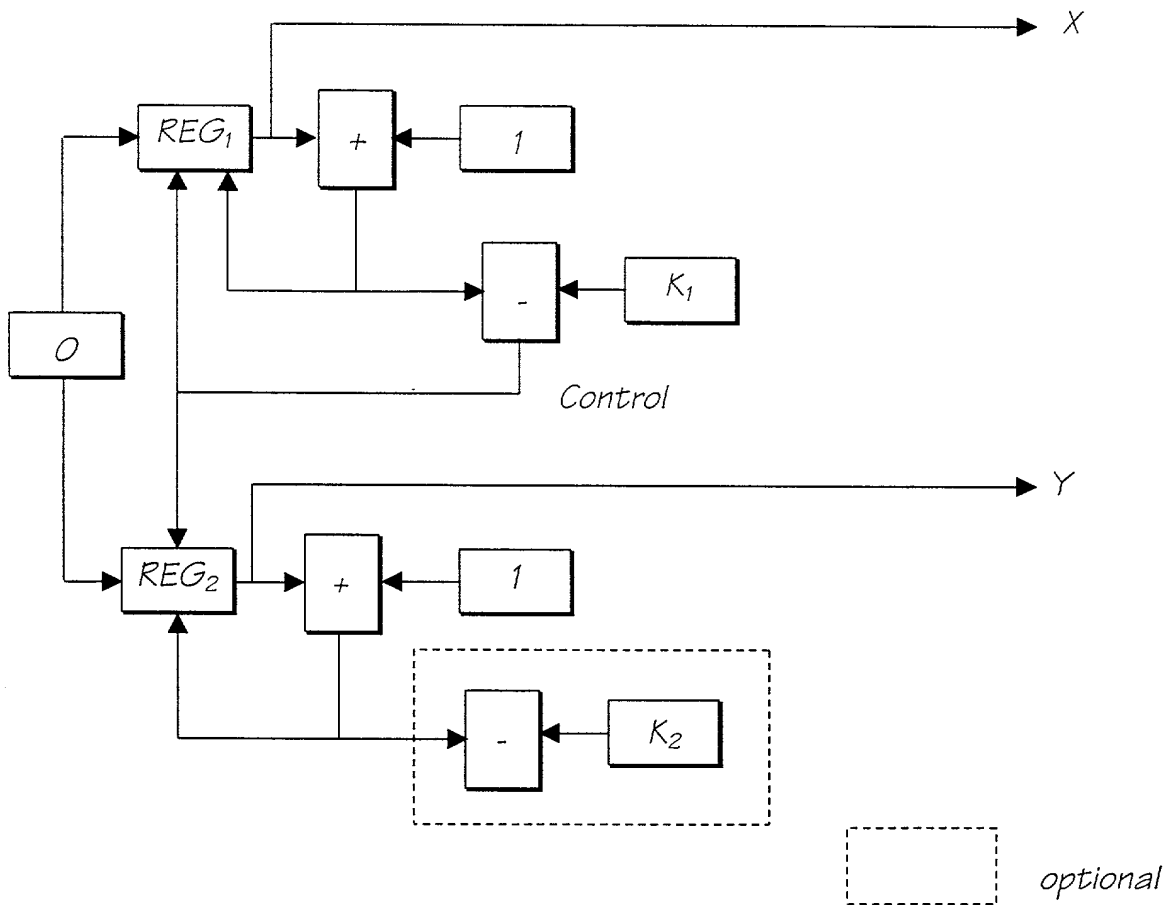 X
REG₁
+
1
-
K₁
0
Control
Y
REG₂
+
1
-
K₂
optional